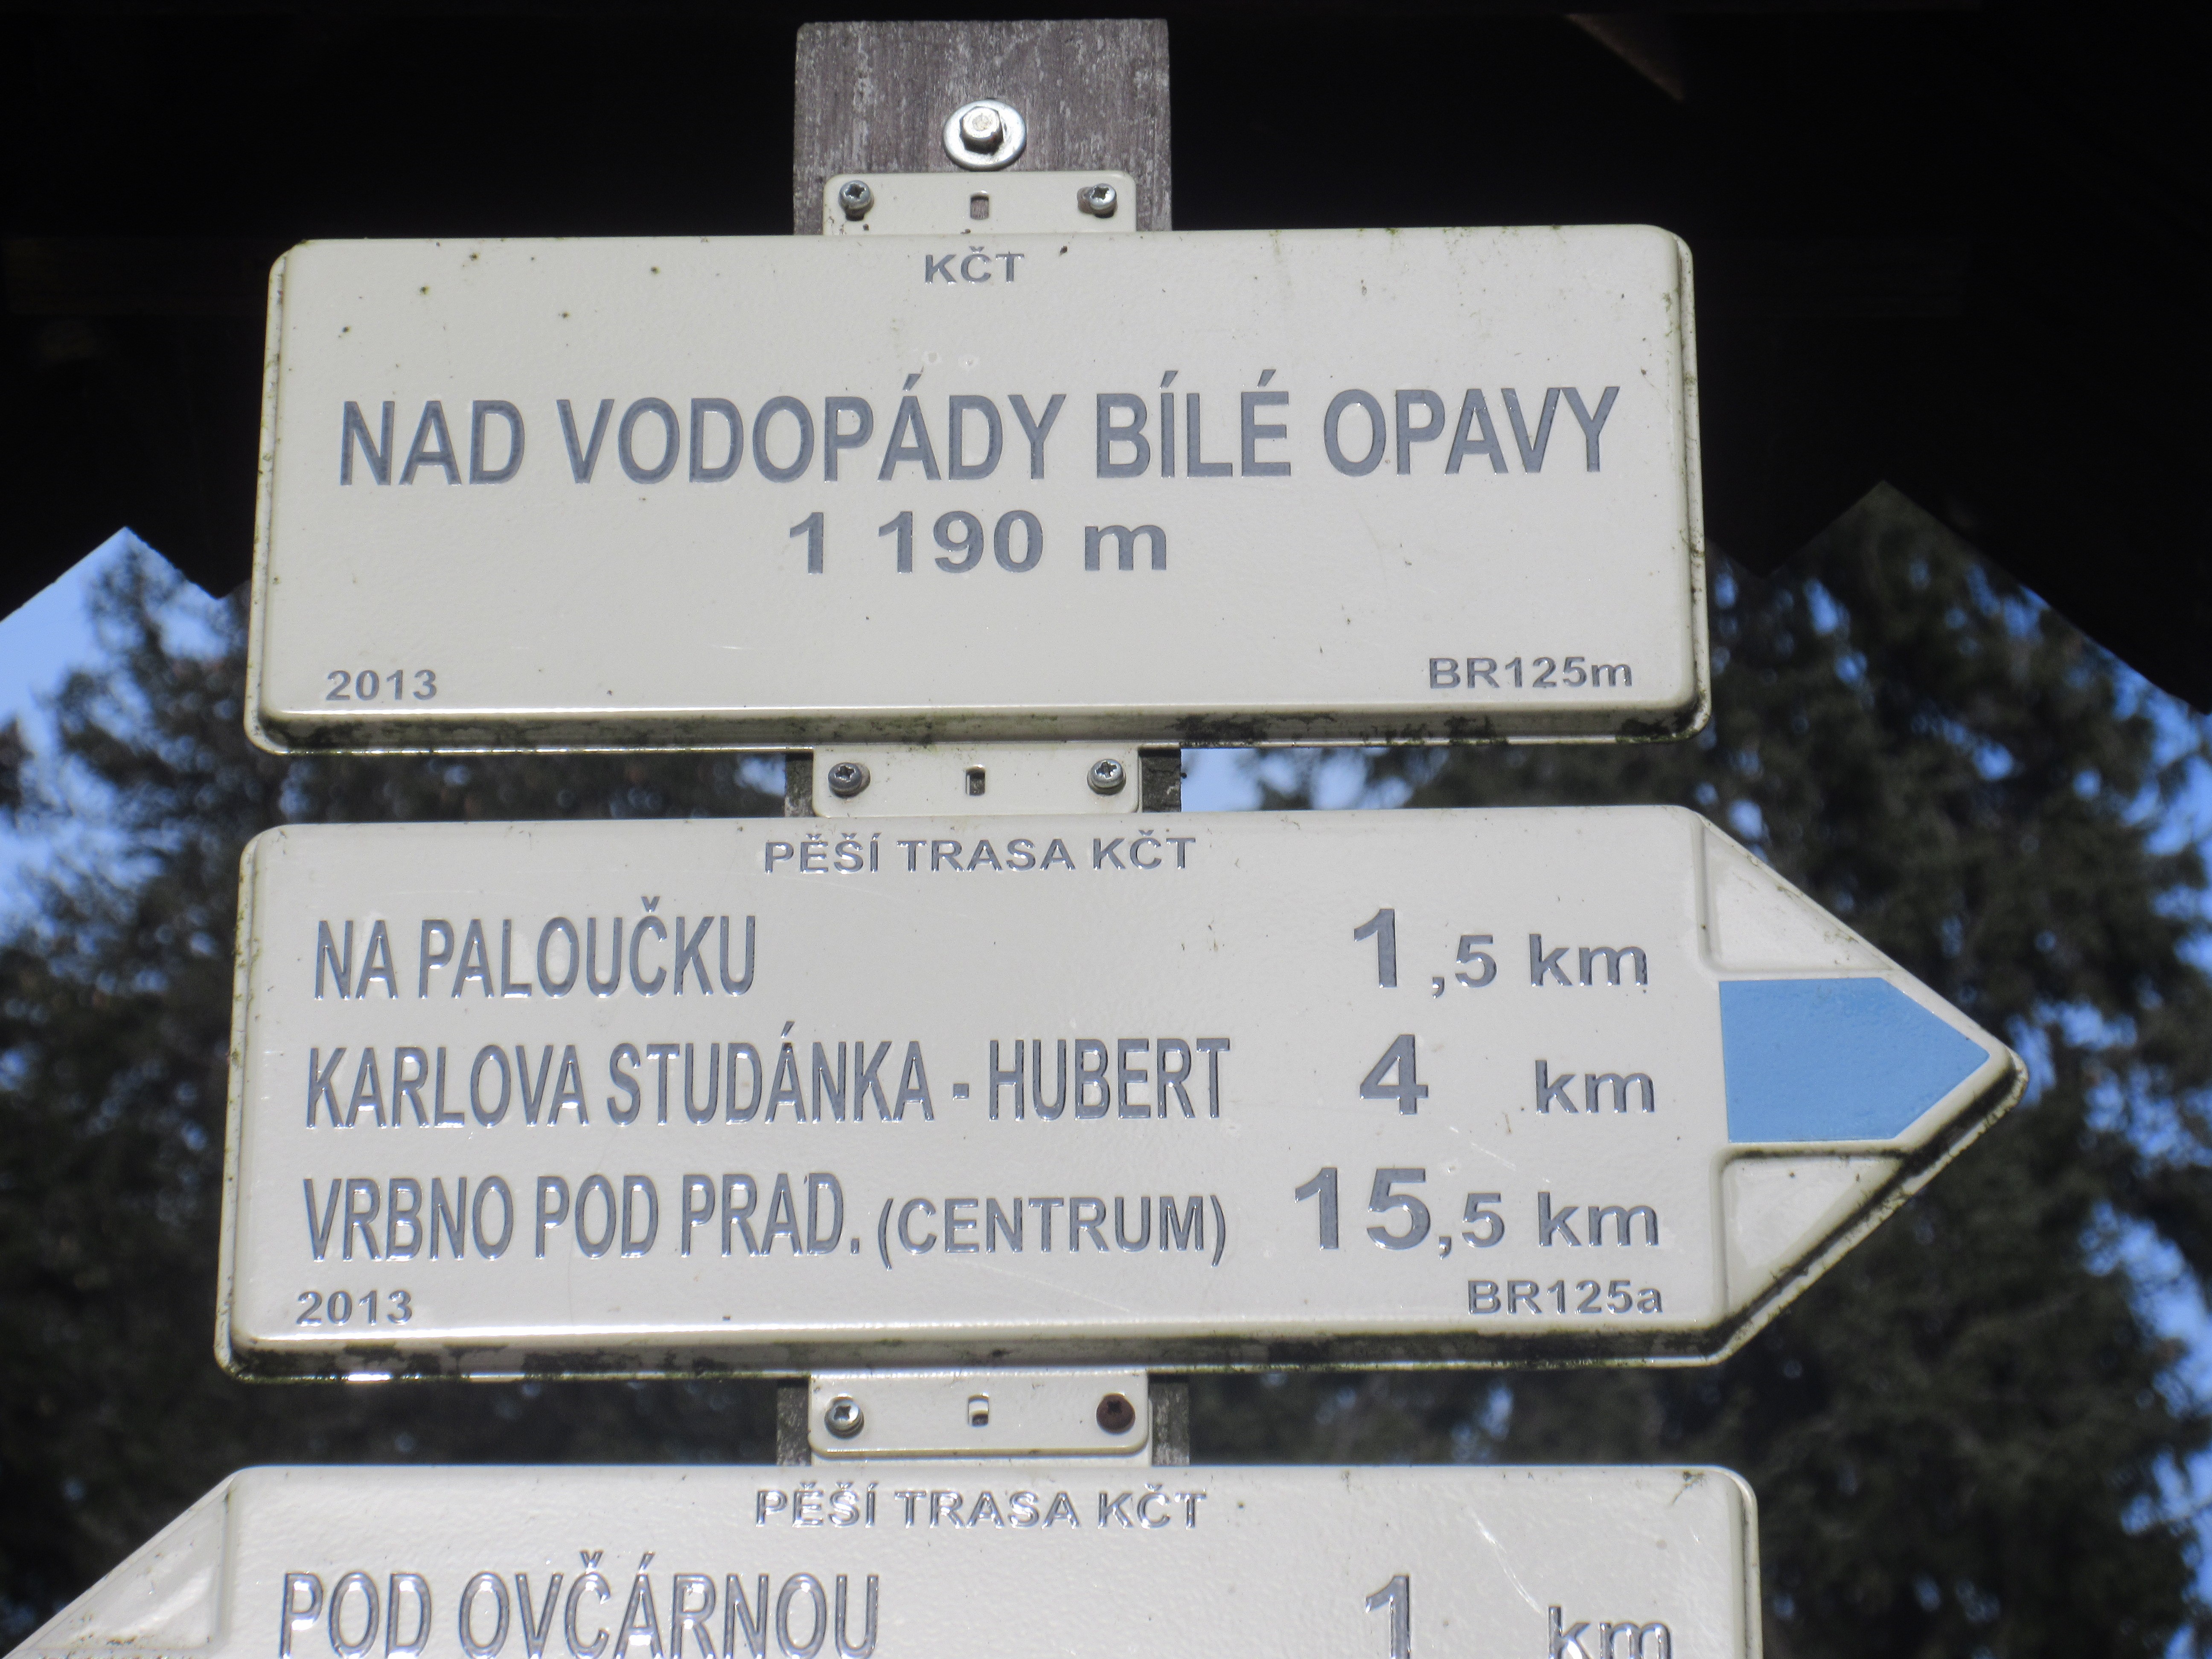 KČT
NAD VODOPÁDY BÍLÉ OPAVY
1 190 m
2013 BR125m
PĚŠÍ TRASA KČT
NA PALOUČKU 1,5 km
KARLOVA STUDÁNKA - HUBERT 4 km
VRBNO POD PRAD. (CENTRUM) 15,5 km
2013 BR125a
PĚŠÍ TRASA KČT
POD OVČÁRNOU 1 km